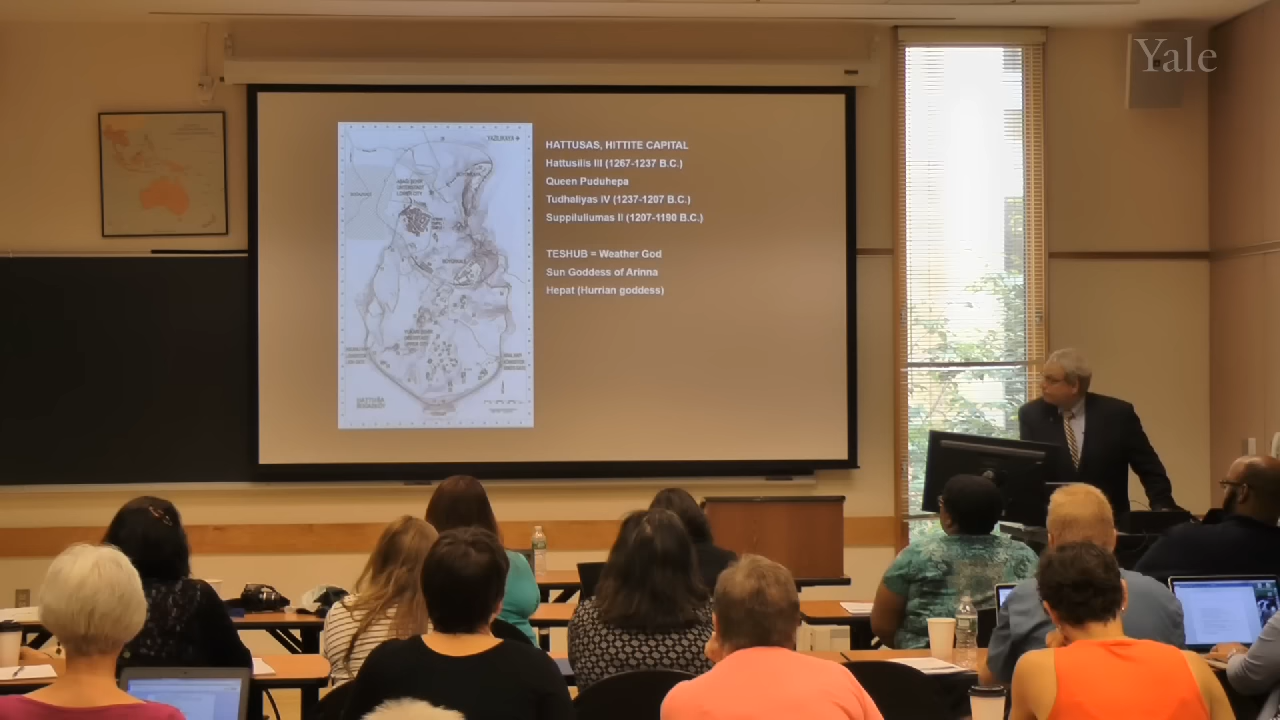 Yale
HATTUSAS, HITTITE CAPITAL
Hattusilis III (1267-1237 B.C.)
Queen Puduhepa
Tudhaliyas IV (1237-1207 B.C.)
Suppiluliumas II (1207-1190 B.C.)
TESHUB = Weather God
Sun Goddess of Arinna
Hepat (Hurrian goddess)